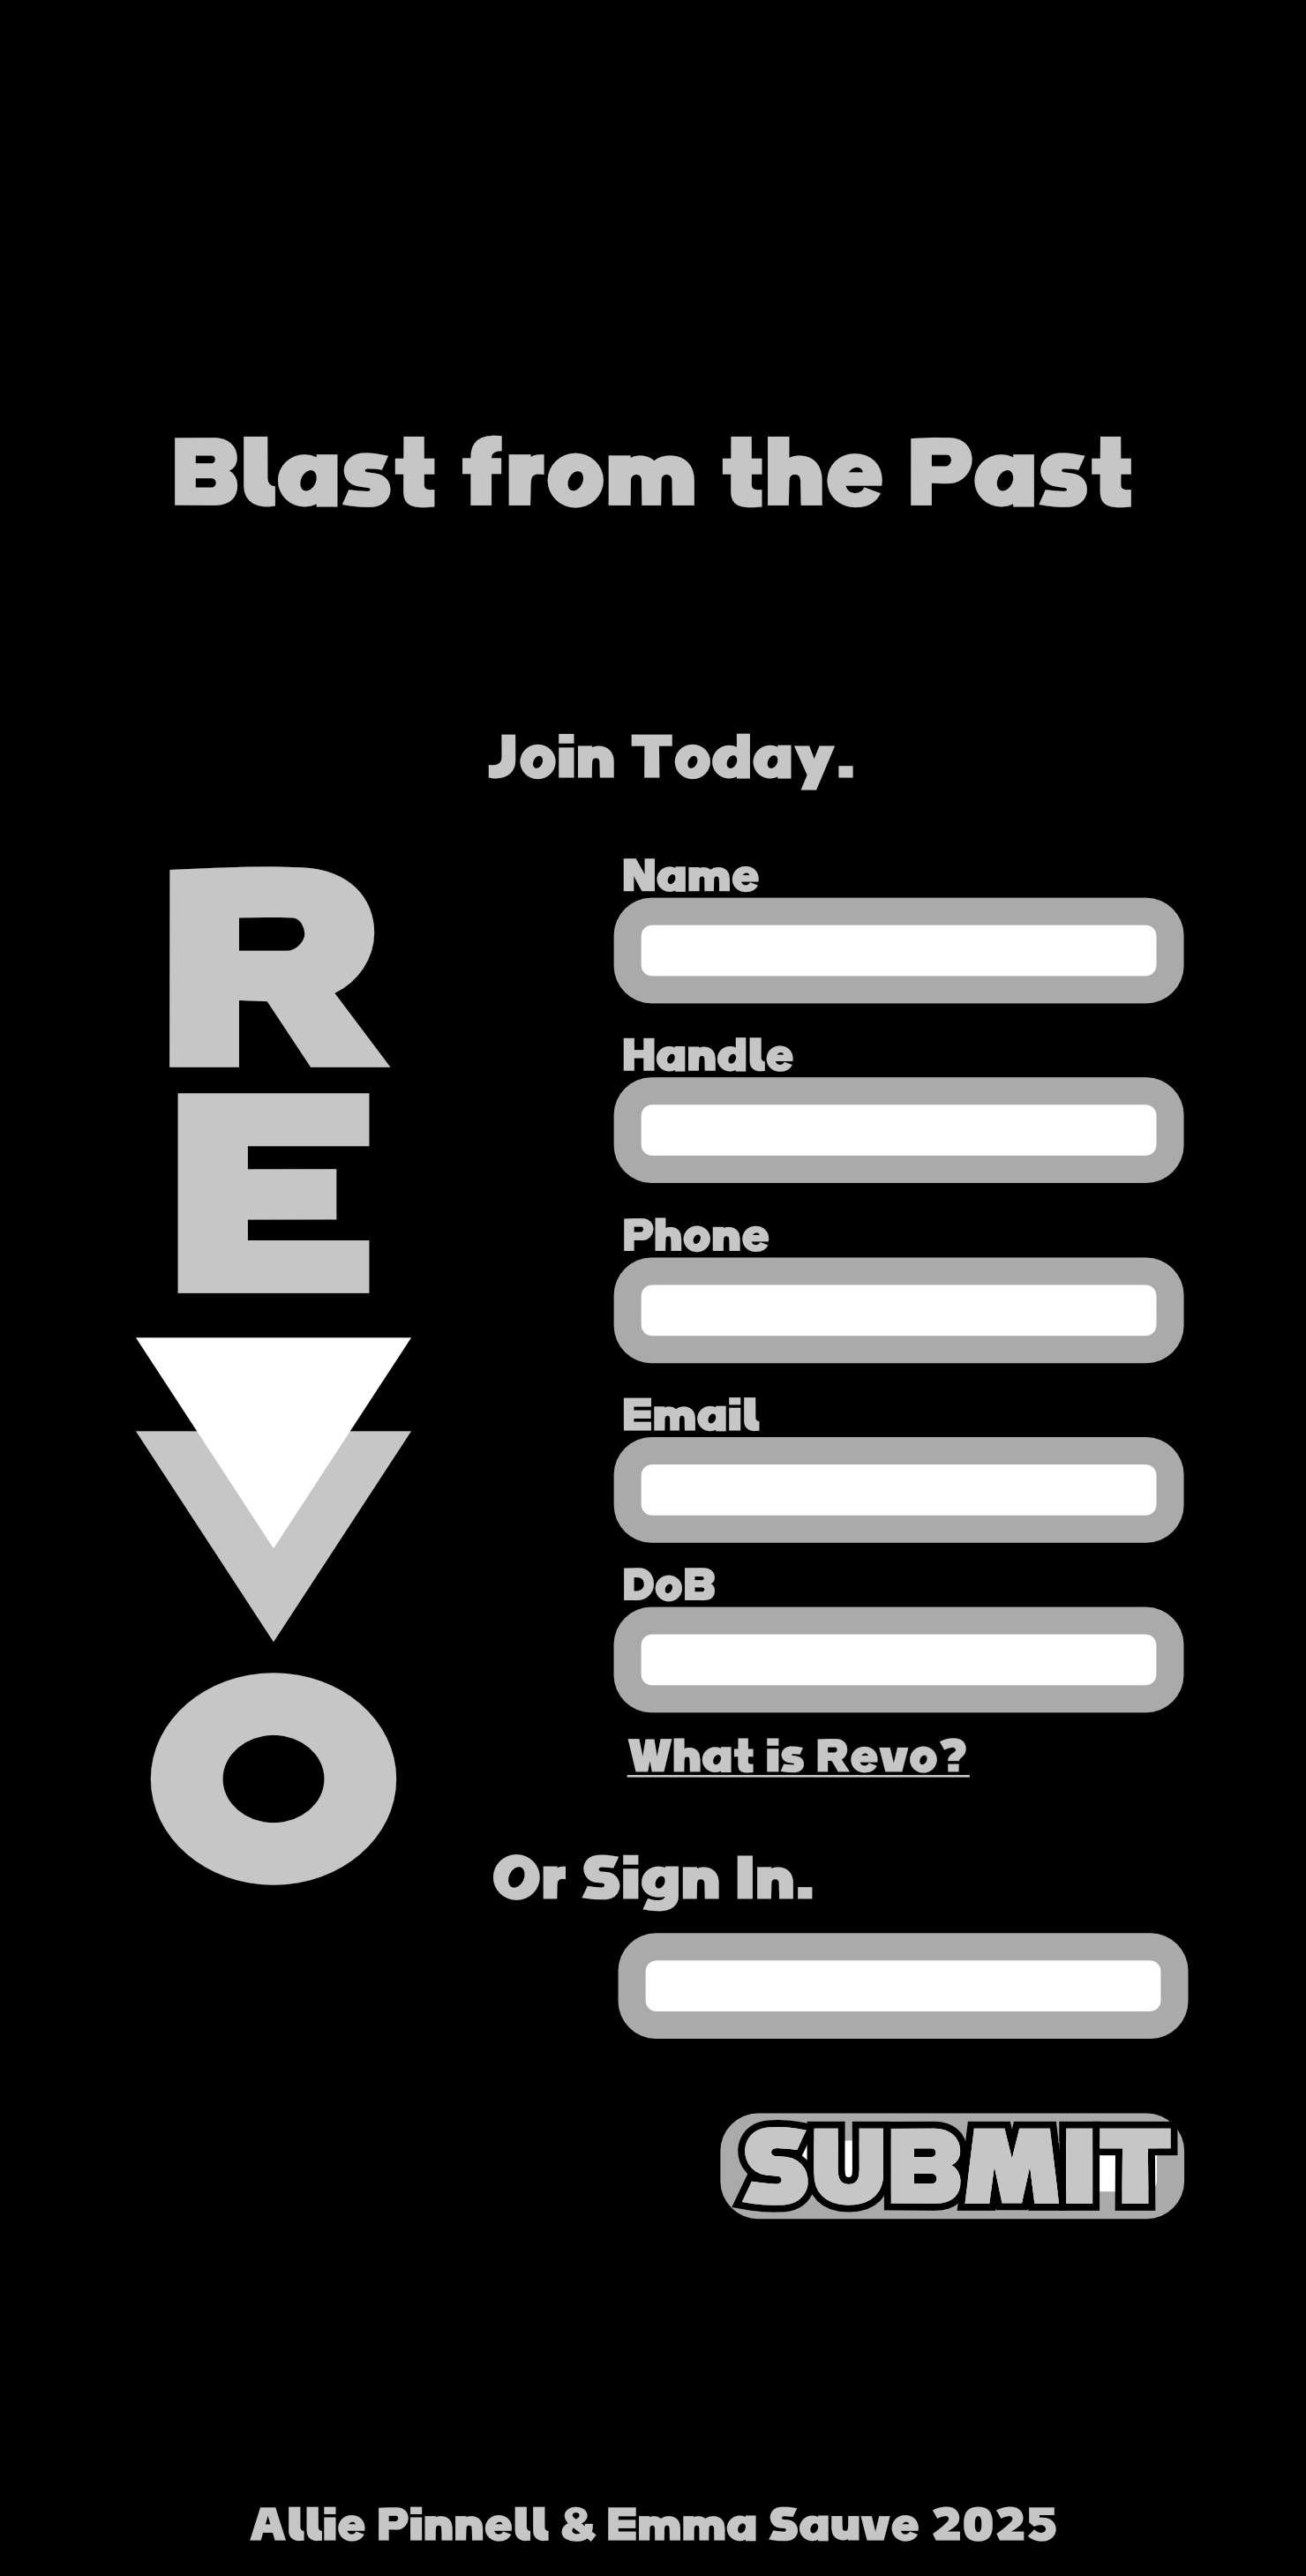 Blast from the Past
Join Today.
R
E
V
O
Name
Handle
Phone
Email
DoB
What is Revo?
Or Sign In.
SUBMIT
Allie Pinnell & Emma Sauve 2025